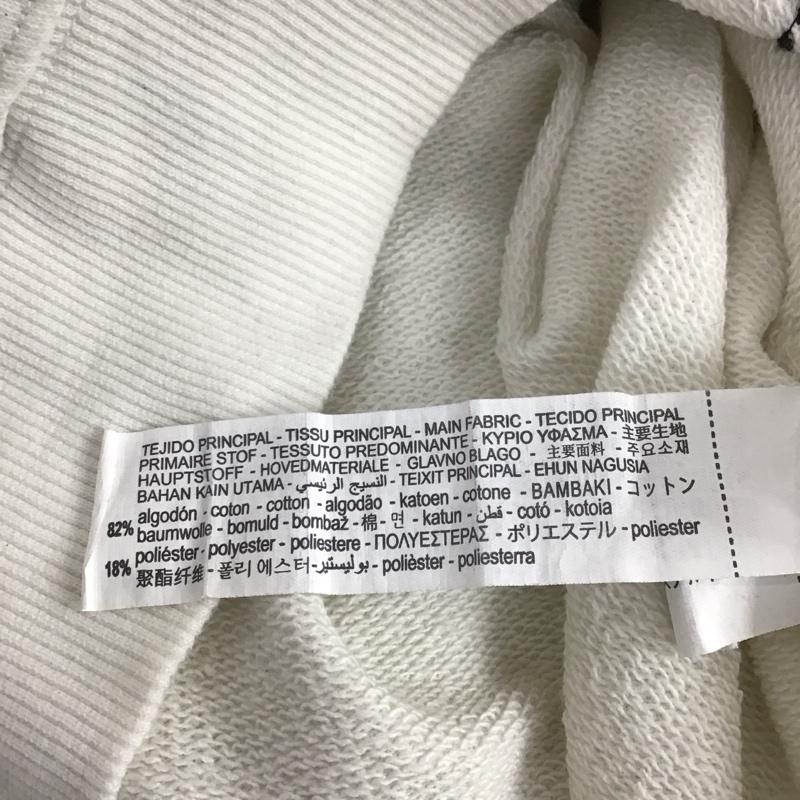 TEJIDO PRINCIPAL - TISSU PRINCIPAL - MAIN FABRIC - TECIDO PRINCIPAL
PRIMAIRE STOF - TESSUTO PREDOMINANTE - ΚΥΡΙΟ ΥΦΑΣΜΑ - 主要生地
HAUPTSTOFF - HOVEDMATERIALE - GLAVNO BLAGO - 主要面料 - 주요소재
BAHAN KAIN UTAMA - النسيج الرئيسي - TEIXIT PRINCIPAL - EHUN NAGUSIA
82% algodón - coton - cotton - algodão - katoen - cotone - BAMBAKI - コットン
baumwolle - bomuld - bombaž - 棉 - 면 - katun - قطن - cotó - kotoia
18% poliéster - polyester - poliestere - ΠΟΛΥΕΣΤΕΡΑΣ - ポリエステル - poliester
聚酯纤维 - 폴리에스터 - بوليستير - polièster - poliesterra